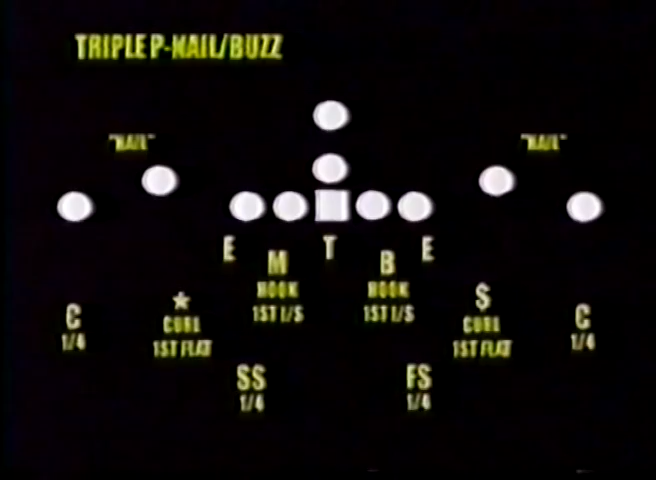 TRIPLE P-NAIL/BUZZ
"NAIL" "NAIL"
E T E
M B
HOOK HOOK
1ST I/S 1ST I/S
* $
C CURL CURL C
1/4 1ST FLAT 1ST FLAT 1/4
SS FS
1/4 1/4